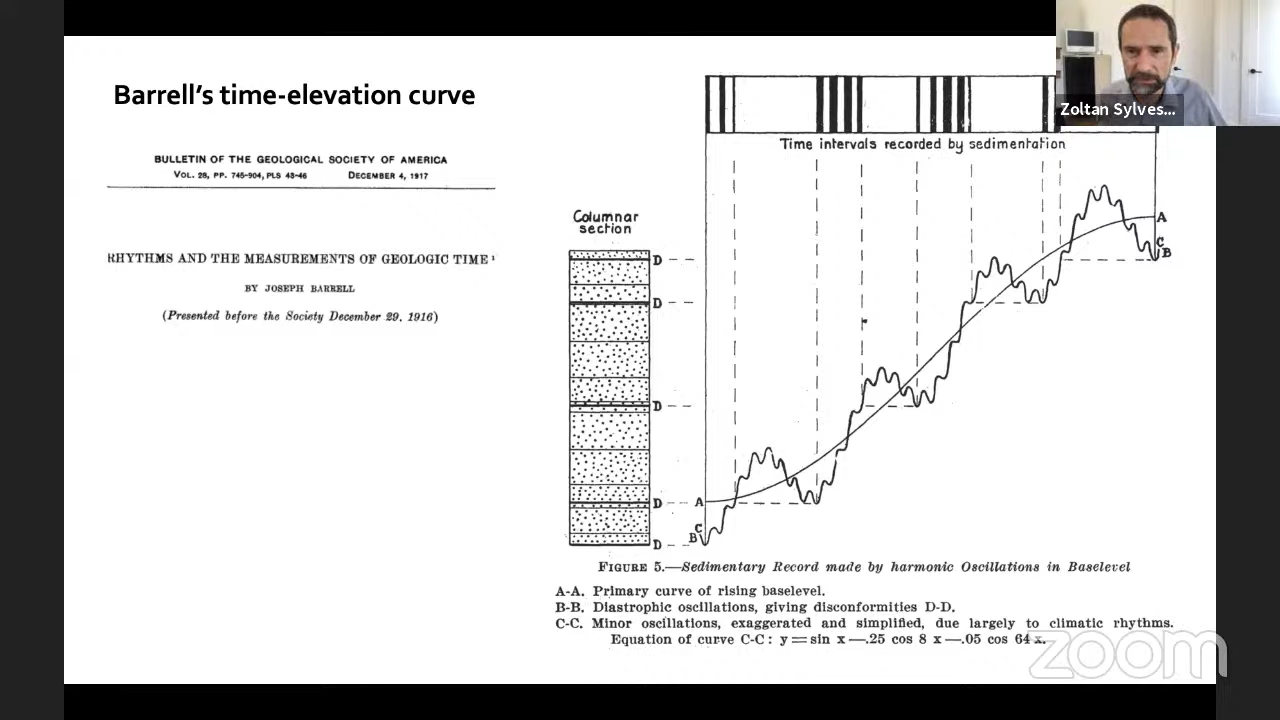 Barrell's time-elevation curve
BULLETIN OF THE GEOLOGICAL SOCIETY OF AMERICA
VOL. 28, PP. 745-904, PLS 43-46 DECEMBER 4, 1917
RHYTHMS AND THE MEASUREMENTS OF GEOLOGIC TIME ¹
BY JOSEPH BARRELL
(Presented before the Society December 29, 1916)
Zoltan Sylves...
Time intervals recorded by sedimentation
Columnar
section
D
D
D
D
D
A
C
B
A
C
B
FIGURE 5.—Sedimentary Record made by harmonic Oscillations in Baselevel
A-A. Primary curve of rising baselevel.
B-B. Diastrophic oscillations, giving disconformities D-D.
C-C. Minor oscillations, exaggerated and simplified, due largely to climatic rhythms.
Equation of curve C-C: y = sin x —.25 cos 8 x —.05 cos 64 x.
zoom